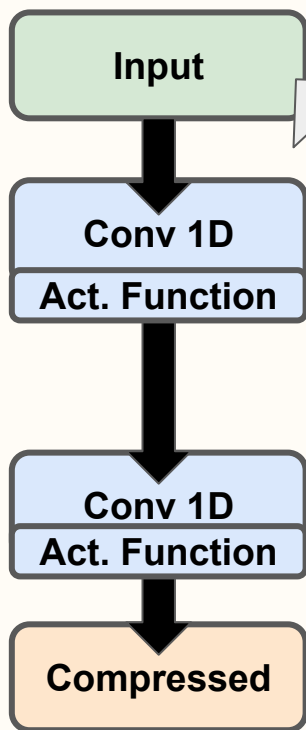 Input
Conv 1D
Act. Function
Conv 1D
Act. Function
Compressed